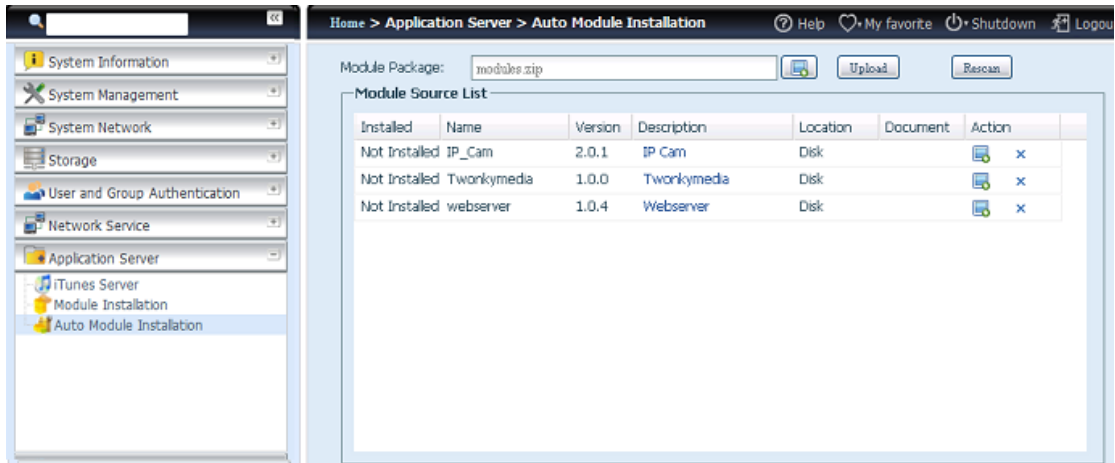 Home > Application Server > Auto Module Installation
Help My favorite Shutdown Logou
System Information
System Management
System Network
Storage
User and Group Authentication
Network Service
Application Server
iTunes Server
Module Installation
Auto Module Installation
Module Package: modules.zip Upload Rescan
Module Source List
Installed Name Version Description Location Document Action
Not Installed IP_Cam 2.0.1 IP Cam Disk
Not Installed Twonkymedia 1.0.0 Twonkymedia Disk
Not Installed webserver 1.0.4 Webserver Disk